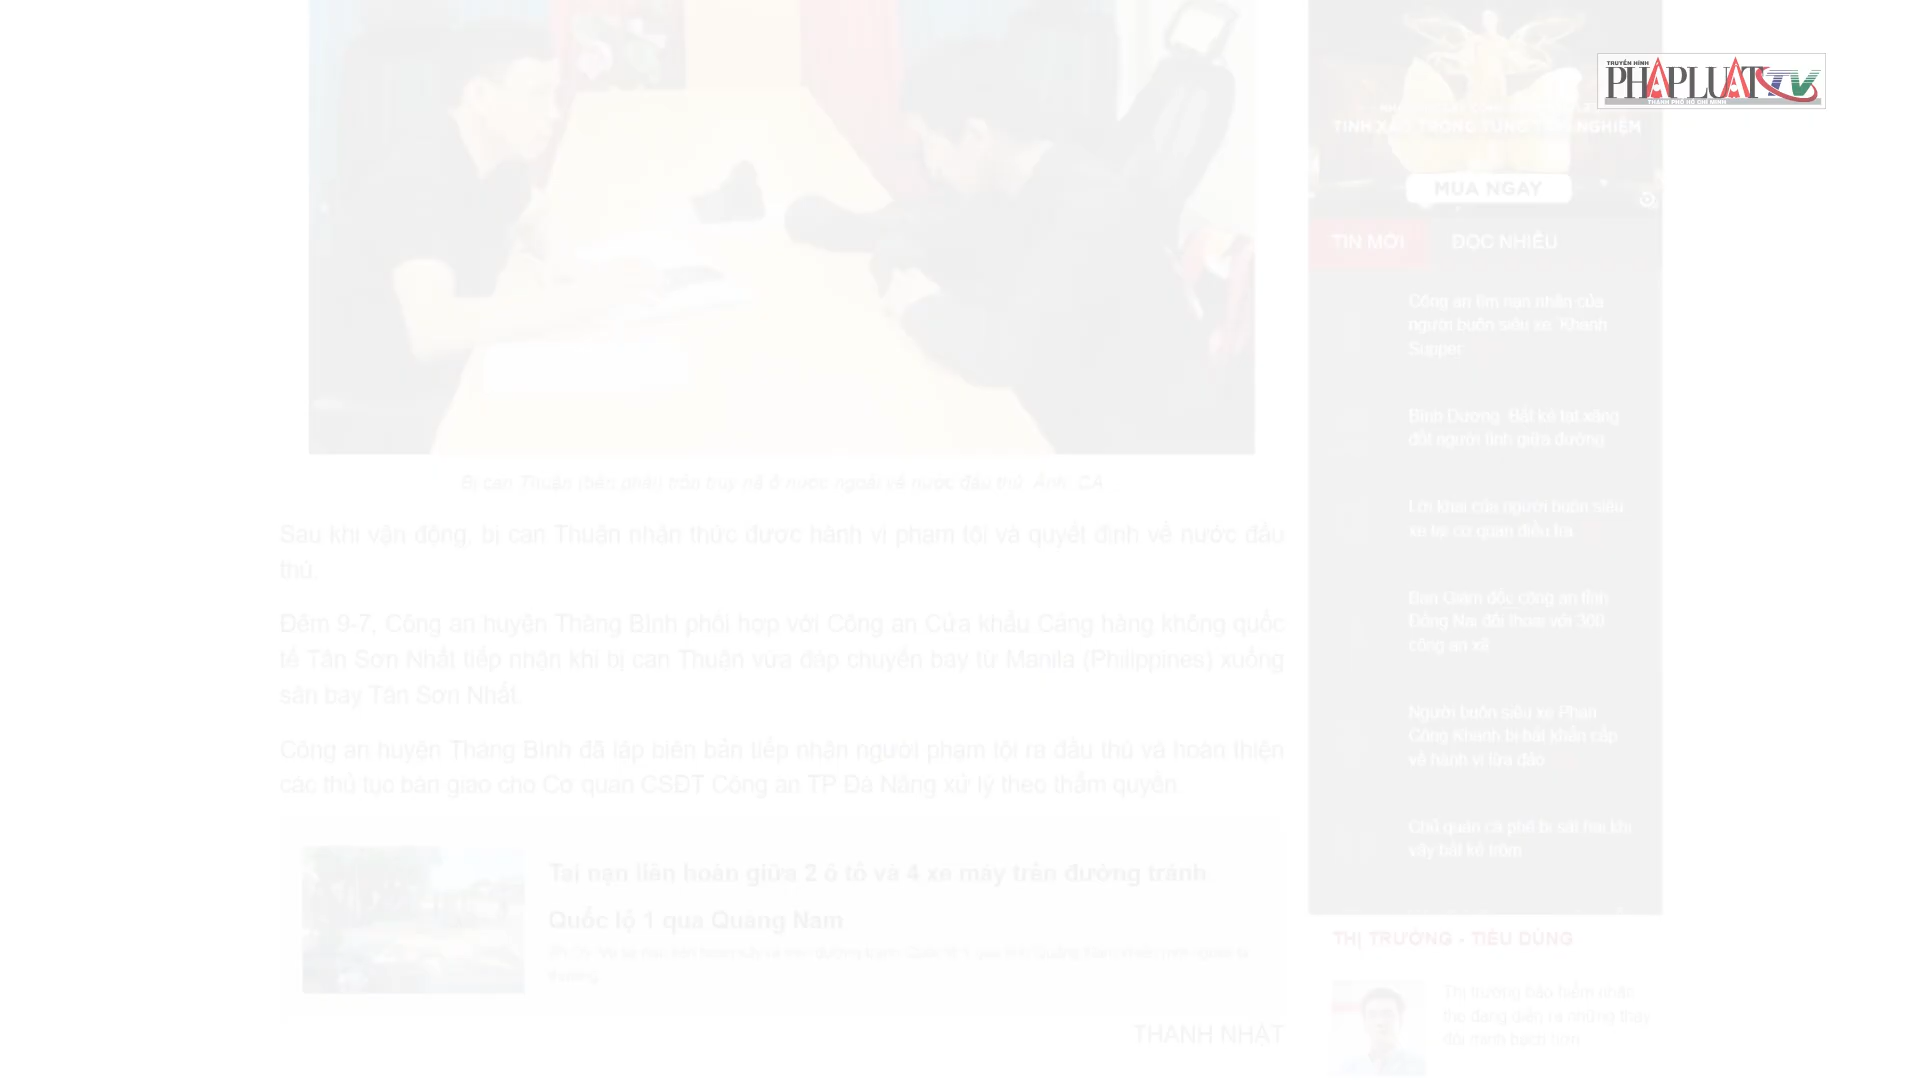 TRUYỀN HÌNH
PHÁP LUẬT TV
THÀNH PHỐ HỒ CHÍ MINH
TINH XẢO TRONG TỪNG TRẢI NGHIỆM
MUA NGAY
TIN MỚI
ĐỌC NHIỀU
Công an tìm nạn nhân của
người buôn siêu xe Khanh
Supper
Bình Dương: Bắt kẻ tạt xăng
đốt người tình giữa đường
Lời khai của người buôn siêu
xe tại cơ quan điều tra
Ban Giám đốc công an tỉnh
Đồng Nai đối thoại với 300
công an xã
Người buôn siêu xe Phan
Công Khanh bị bắt khẩn cấp
về hành vi lừa đảo
Chủ quán cà phê bị sát hại khi
vây bắt kẻ trộm
Bị can Thuận (bên phải) trốn truy nã ở nước ngoài về nước đầu thú. Ảnh: CA
Sau khi vận động, bị can Thuận nhận thức được hành vi phạm tội và quyết định về nước đầu
thú.
Đêm 9-7, Công an huyện Thăng Bình phối hợp với Công an Cửa khẩu Cảng hàng không quốc
tế Tân Sơn Nhất tiếp nhận khi bị can Thuận vừa đáp chuyến bay từ Manila (Philippines) xuống
sân bay Tân Sơn Nhất.
Công an huyện Thăng Bình đã lập biên bản tiếp nhận người phạm tội ra đầu thú và hoàn thiện
các thủ tục bàn giao cho Cơ quan CSĐT Công an TP Đà Nẵng xử lý theo thẩm quyền
Tai nạn liên hoàn giữa 2 ô tô và 4 xe máy trên đường tránh
Quốc lộ 1 qua Quảng Nam
THANH NHẬT
THỊ TRƯỜNG - TIÊU DÙNG
Thị trường bảo hiểm nhân
thọ đang diễn ra những thay
đổi minh bạch hơn